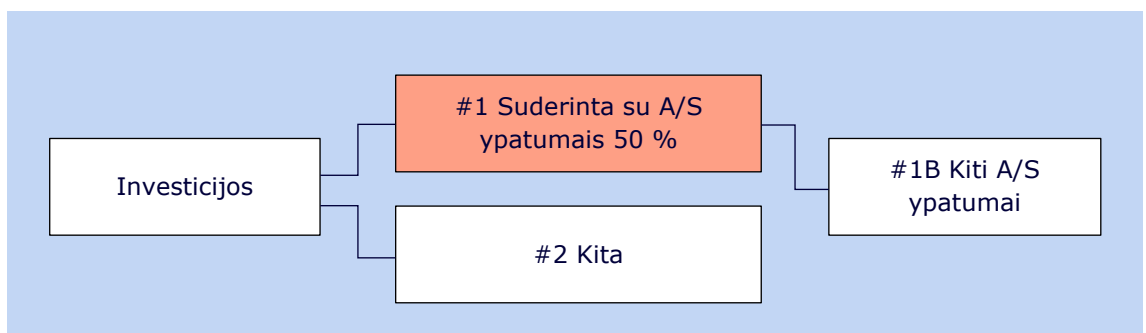 Investicijos
#1 Suderinta su A/S
ypatumais 50 %
#2 Kita
#1B Kiti A/S
ypatumai